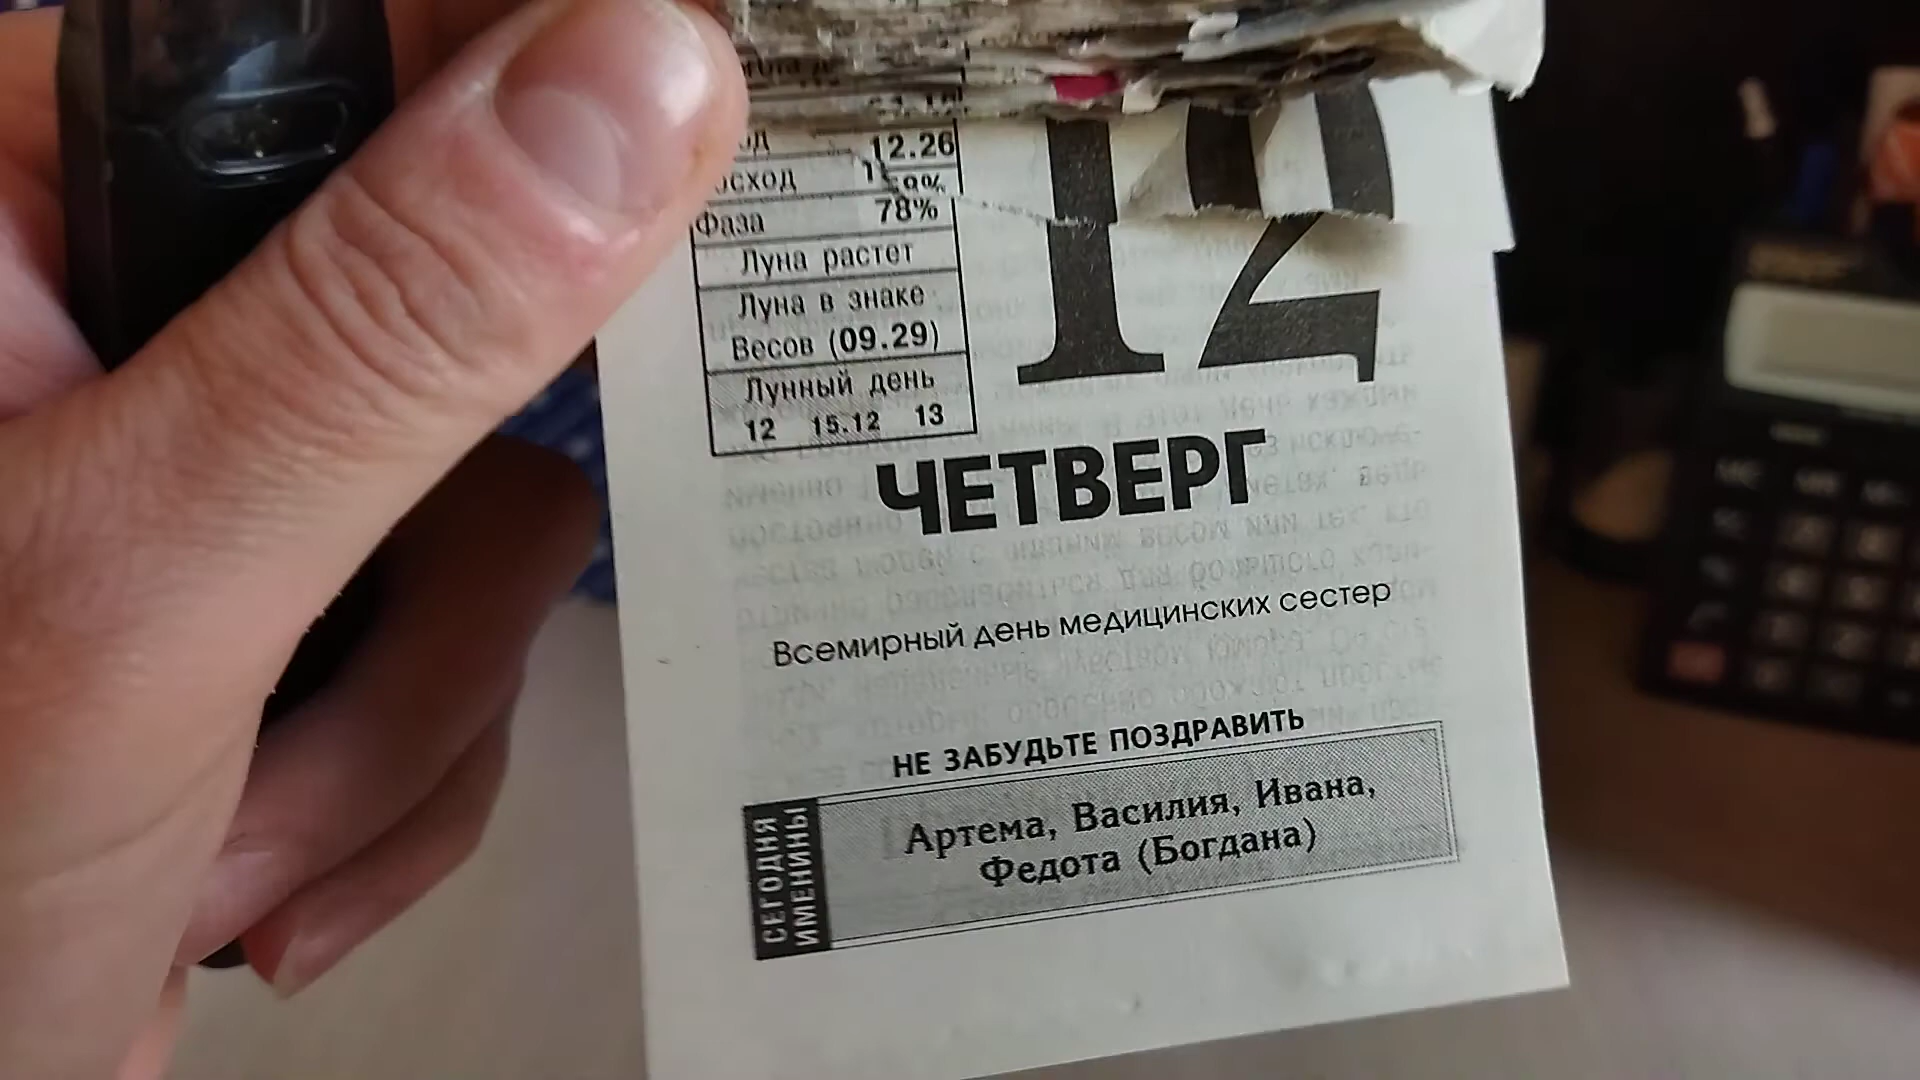 12.26
Фаза 78%
Луна растет
Луна в знаке
Весов (09.29)
Лунный день
12 15.12 13
12
ЧЕТВЕРГ
Всемирный день медицинских сестер
НЕ ЗАБУДЬТЕ ПОЗДРАВИТЬ
СЕГОДНЯ
ИМЕНИНЫ
Артема, Василия, Ивана,
Федота (Богдана)